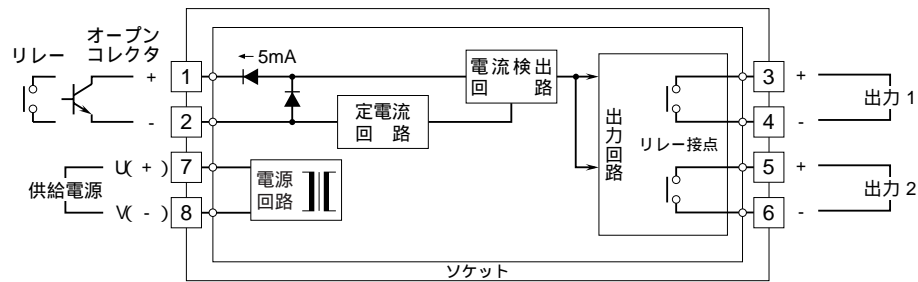 リレー
オープン
コレクタ
+
-
1
2
← 5mA
定電流
回 路
電流検出
回 路
出力回路
リレー接点
3
+
4
-
出力 1
5
+
6
-
出力 2
供給電源
U( + )
V( - )
7
8
電源
回路
ソケット